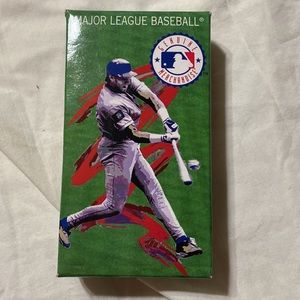 MAJOR LEAGUE BASEBALL®
GENUINE
MERCHANDISE